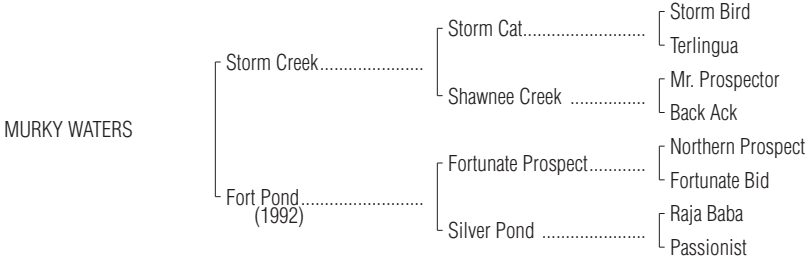 Storm Bird
Storm Cat..........................
Terlingua
Storm Creek......................
Mr. Prospector
Shawnee Creek ................
Back Ack
MURKY WATERS
Northern Prospect
Fortunate Prospect............
Fortunate Bid
Fort Pond..........................
(1992)
Raja Baba
Silver Pond ......................
Passionist